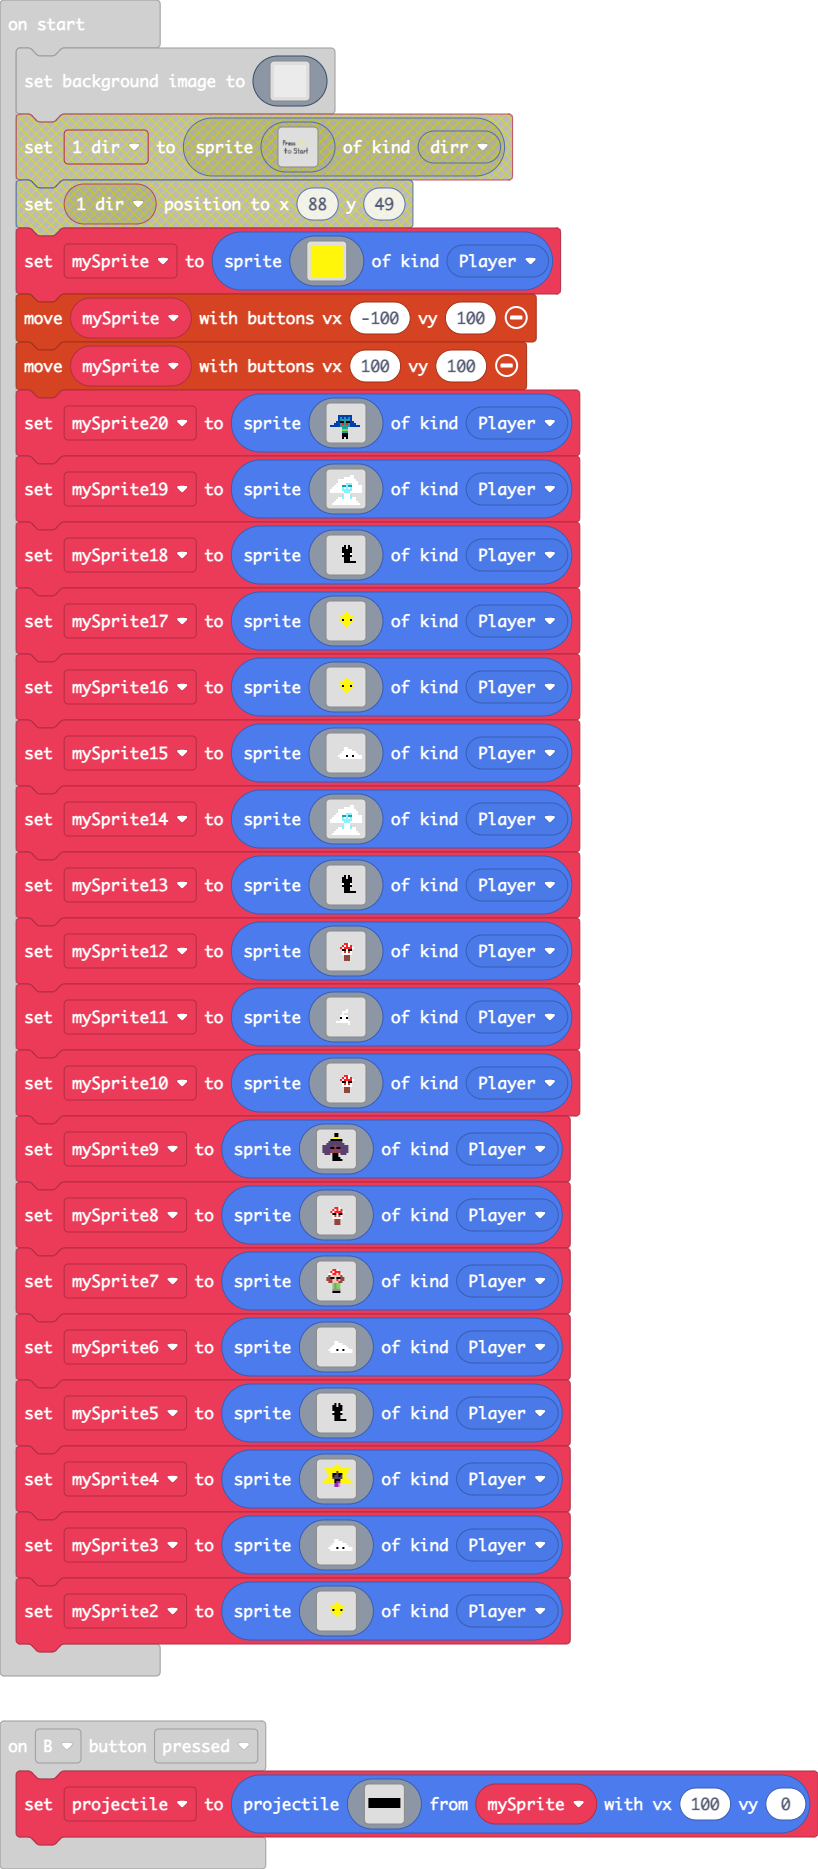 on start
set background image to
set 1 dir to sprite Press to Start of kind dirr
set 1 dir position to x 88 y 49
set mySprite to sprite of kind Player
move mySprite with buttons vx -100 vy 100
move mySprite with buttons vx 100 vy 100
set mySprite20 to sprite of kind Player
set mySprite19 to sprite of kind Player
set mySprite18 to sprite of kind Player
set mySprite17 to sprite of kind Player
set mySprite16 to sprite of kind Player
set mySprite15 to sprite of kind Player
set mySprite14 to sprite of kind Player
set mySprite13 to sprite of kind Player
set mySprite12 to sprite of kind Player
set mySprite11 to sprite of kind Player
set mySprite10 to sprite of kind Player
set mySprite9 to sprite of kind Player
set mySprite8 to sprite of kind Player
set mySprite7 to sprite of kind Player
set mySprite6 to sprite of kind Player
set mySprite5 to sprite of kind Player
set mySprite4 to sprite of kind Player
set mySprite3 to sprite of kind Player
set mySprite2 to sprite of kind Player
on B button pressed
set projectile to projectile from mySprite with vx 100 vy 0